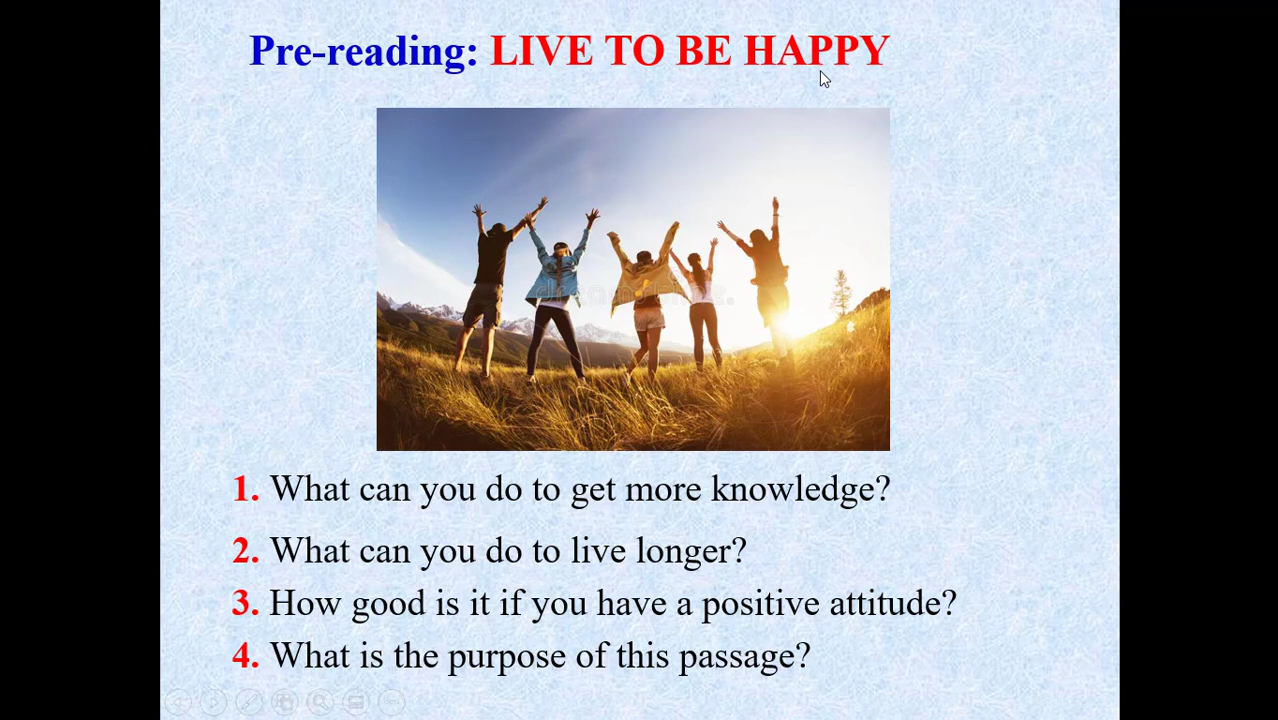 Pre-reading: LIVE TO BE HAPPY
dreamstime.
1. What can you do to get more knowledge?
2. What can you do to live longer?
3. How good is it if you have a positive attitude?
4. What is the purpose of this passage?